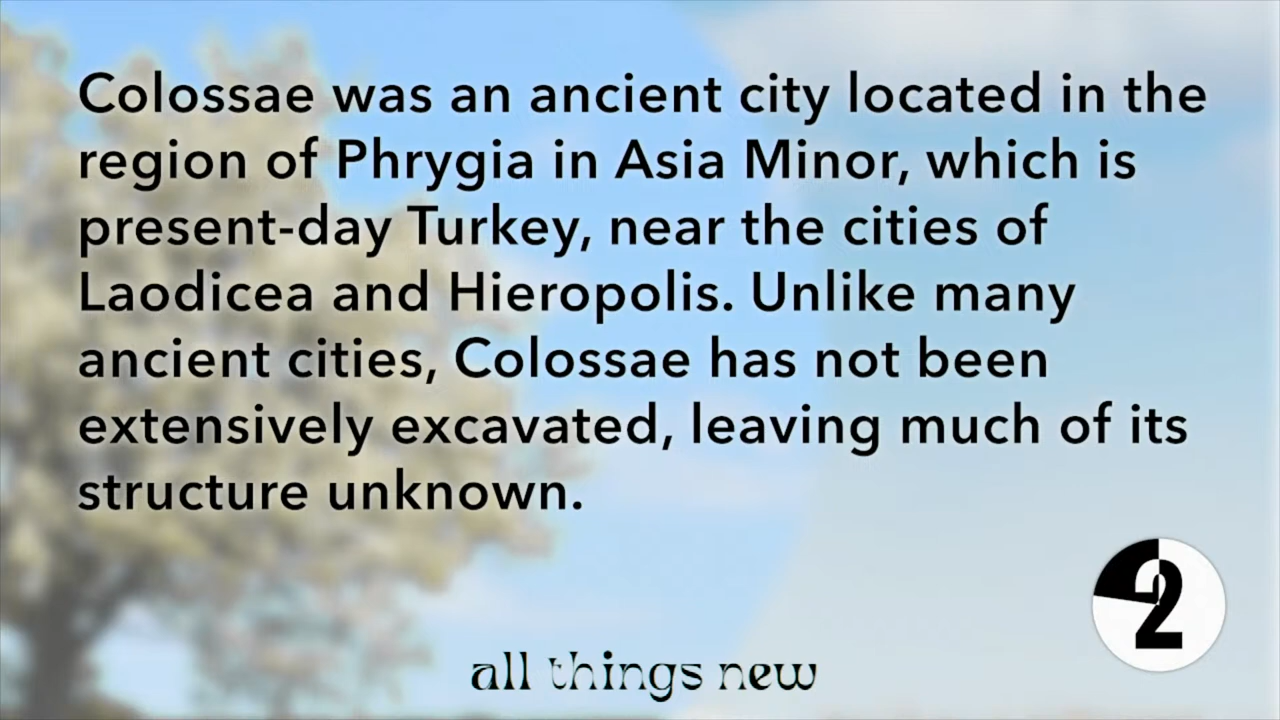 Colossae was an ancient city located in the
region of Phrygia in Asia Minor, which is
present-day Turkey, near the cities of
Laodicea and Hieropolis. Unlike many
ancient cities, Colossae has not been
extensively excavated, leaving much of its
structure unknown.
2
all things new